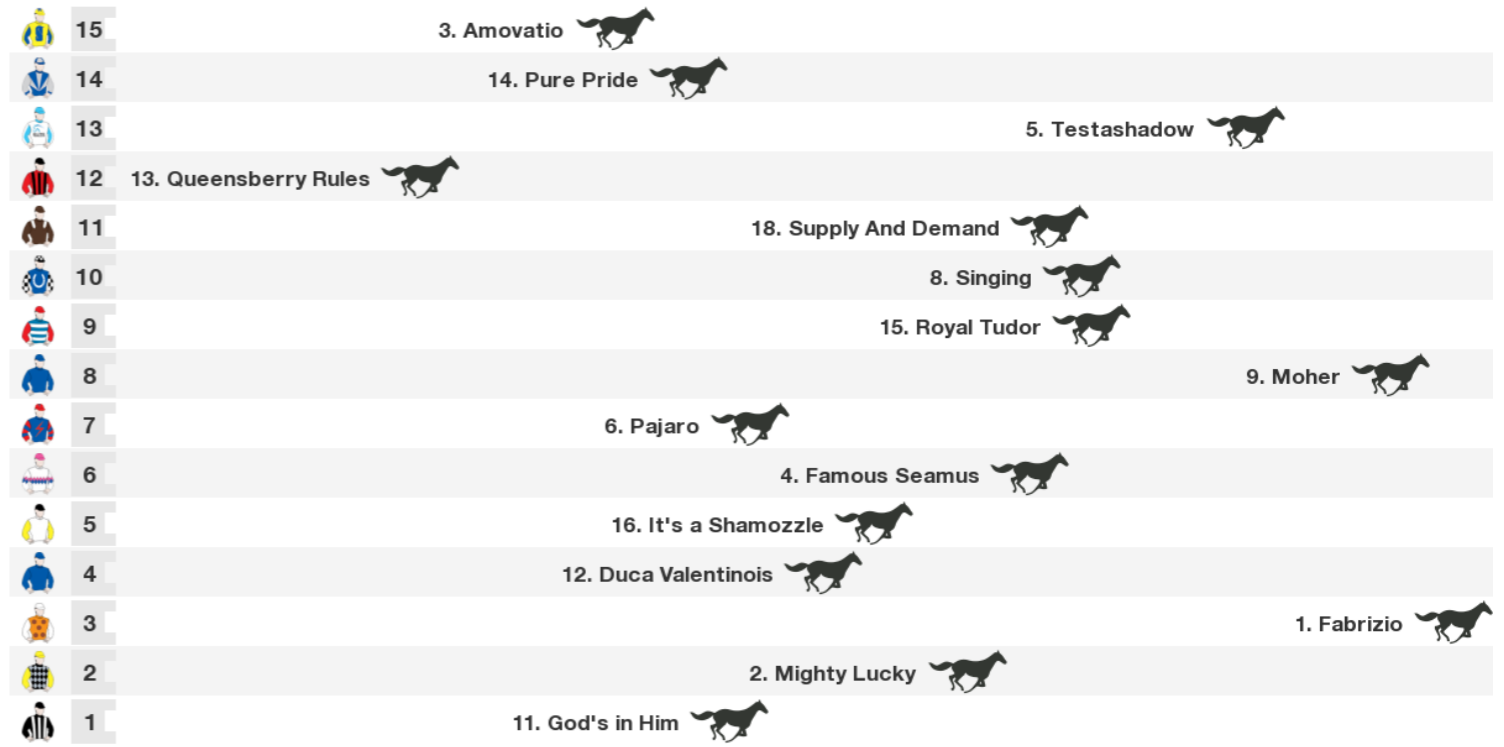 15 3. Amovatio
14 14. Pure Pride
13 5. Testashadow
12 13. Queensberry Rules
11 18. Supply And Demand
10 8. Singing
9 15. Royal Tudor
8 9. Moher
7 6. Pajaro
6 4. Famous Seamus
5 16. It's a Shamozzle
4 12. Duca Valentinois
3 1. Fabrizio
2 2. Mighty Lucky
1 11. God's in Him